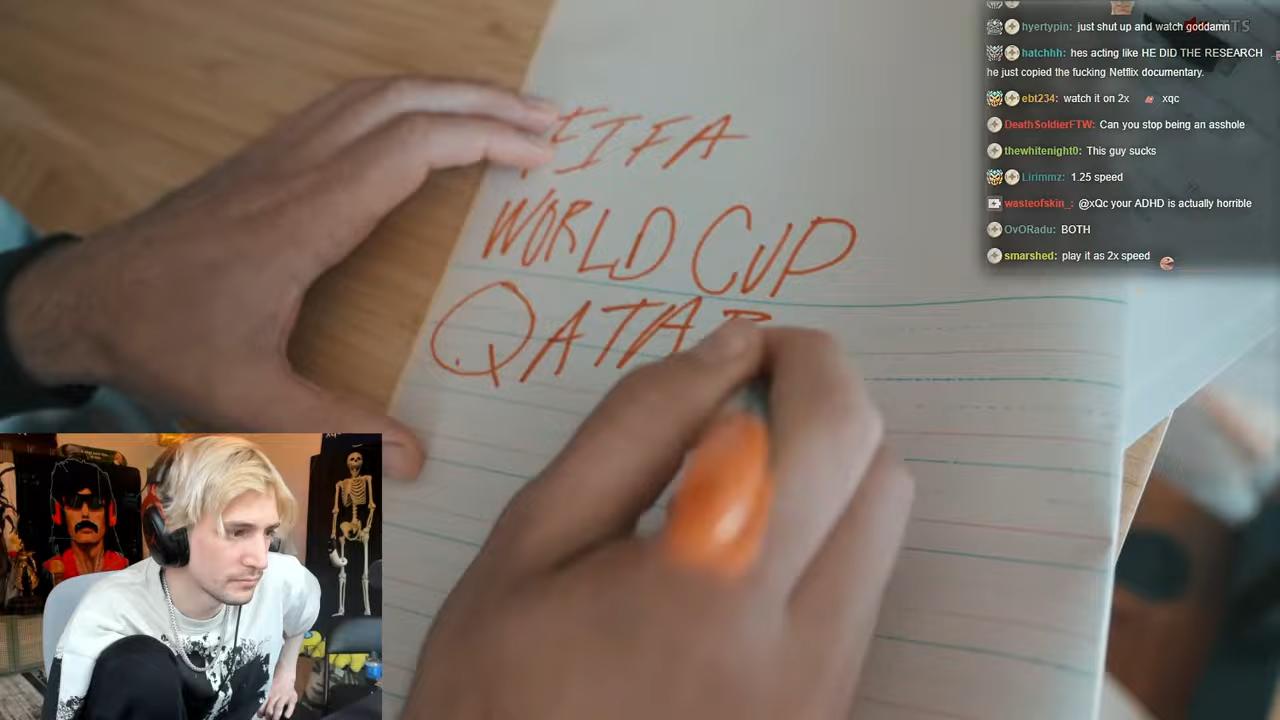 TTS
hyertypin: just shut up and watch goddamn
hatchhh: hes acting like HE DID THE RESEARCH
he just copied the fucking Netflix documentary.
ebt234: watch it on 2x xqc
DeathSoldierFTW: Can you stop being an asshole
thewhitenight0: This guy sucks
Lirimmz: 1.25 speed
wasteofskin_: @xQc your ADHD is actually horrible
OvORadu: BOTH
smarshed: play it as 2x speed
FIFA
WORLD CUP
QATAR